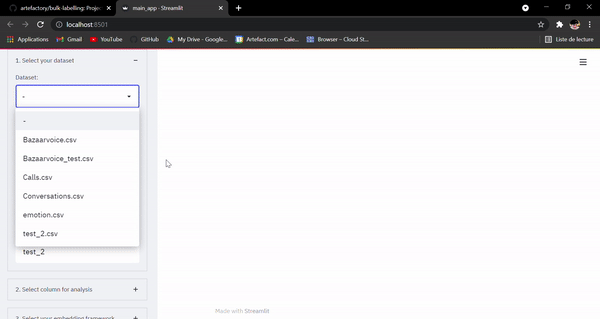 artefactory/bulk-labelling: Proje
main_app · Streamlit
localhost:8501
Applications
Gmail
YouTube
GitHub
My Drive - Google...
Artefact.com – Cale...
Browser – Cloud St...
Liste de lecture
1. Select your dataset
Dataset:
-
-
Bazaarvoice.csv
Bazaarvoice_test.csv
Calls.csv
Conversations.csv
emotion.csv
test_2.csv
test_2
2. Select column for analysis
3. Select your embedding framework
Made with Streamlit